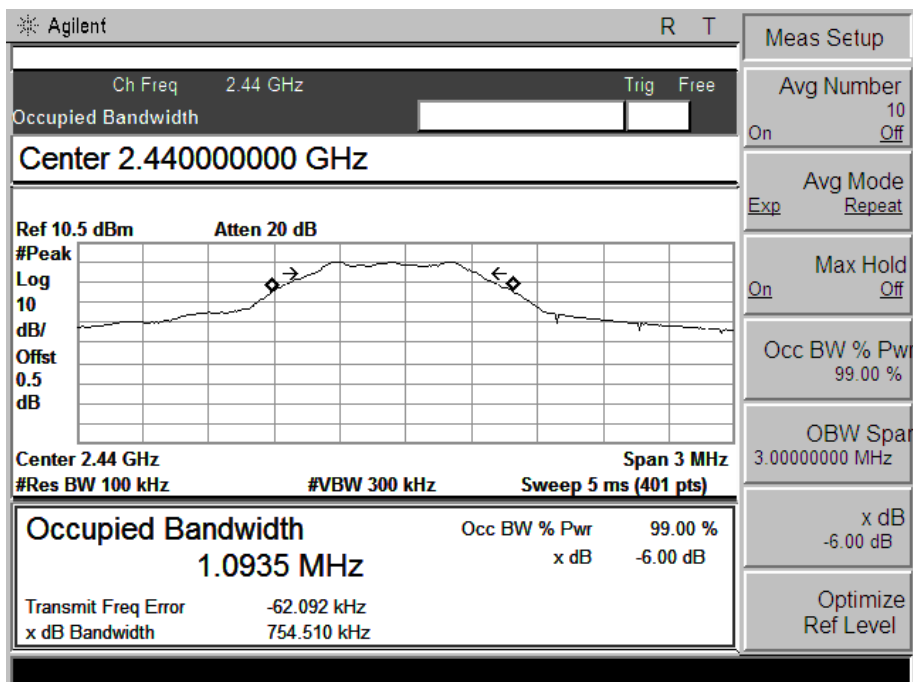 Agilent R T
Ch Freq 2.44 GHz Trig Free
Occupied Bandwidth
Center 2.440000000 GHz
Ref 10.5 dBm Atten 20 dB
#Peak
Log
10
dB/
Offst
0.5
dB
Center 2.44 GHz Span 3 MHz
#Res BW 100 kHz #VBW 300 kHz Sweep 5 ms (401 pts)
Occupied Bandwidth Occ BW % Pwr 99.00 %
1.0935 MHz x dB -6.00 dB
Transmit Freq Error -62.092 kHz
x dB Bandwidth 754.510 kHz
Meas Setup
Avg Number
10
On Off
Avg Mode
Exp Repeat
Max Hold
On Off
Occ BW % Pwr
99.00 %
OBW Span
3.00000000 MHz
x dB
-6.00 dB
Optimize
Ref Level